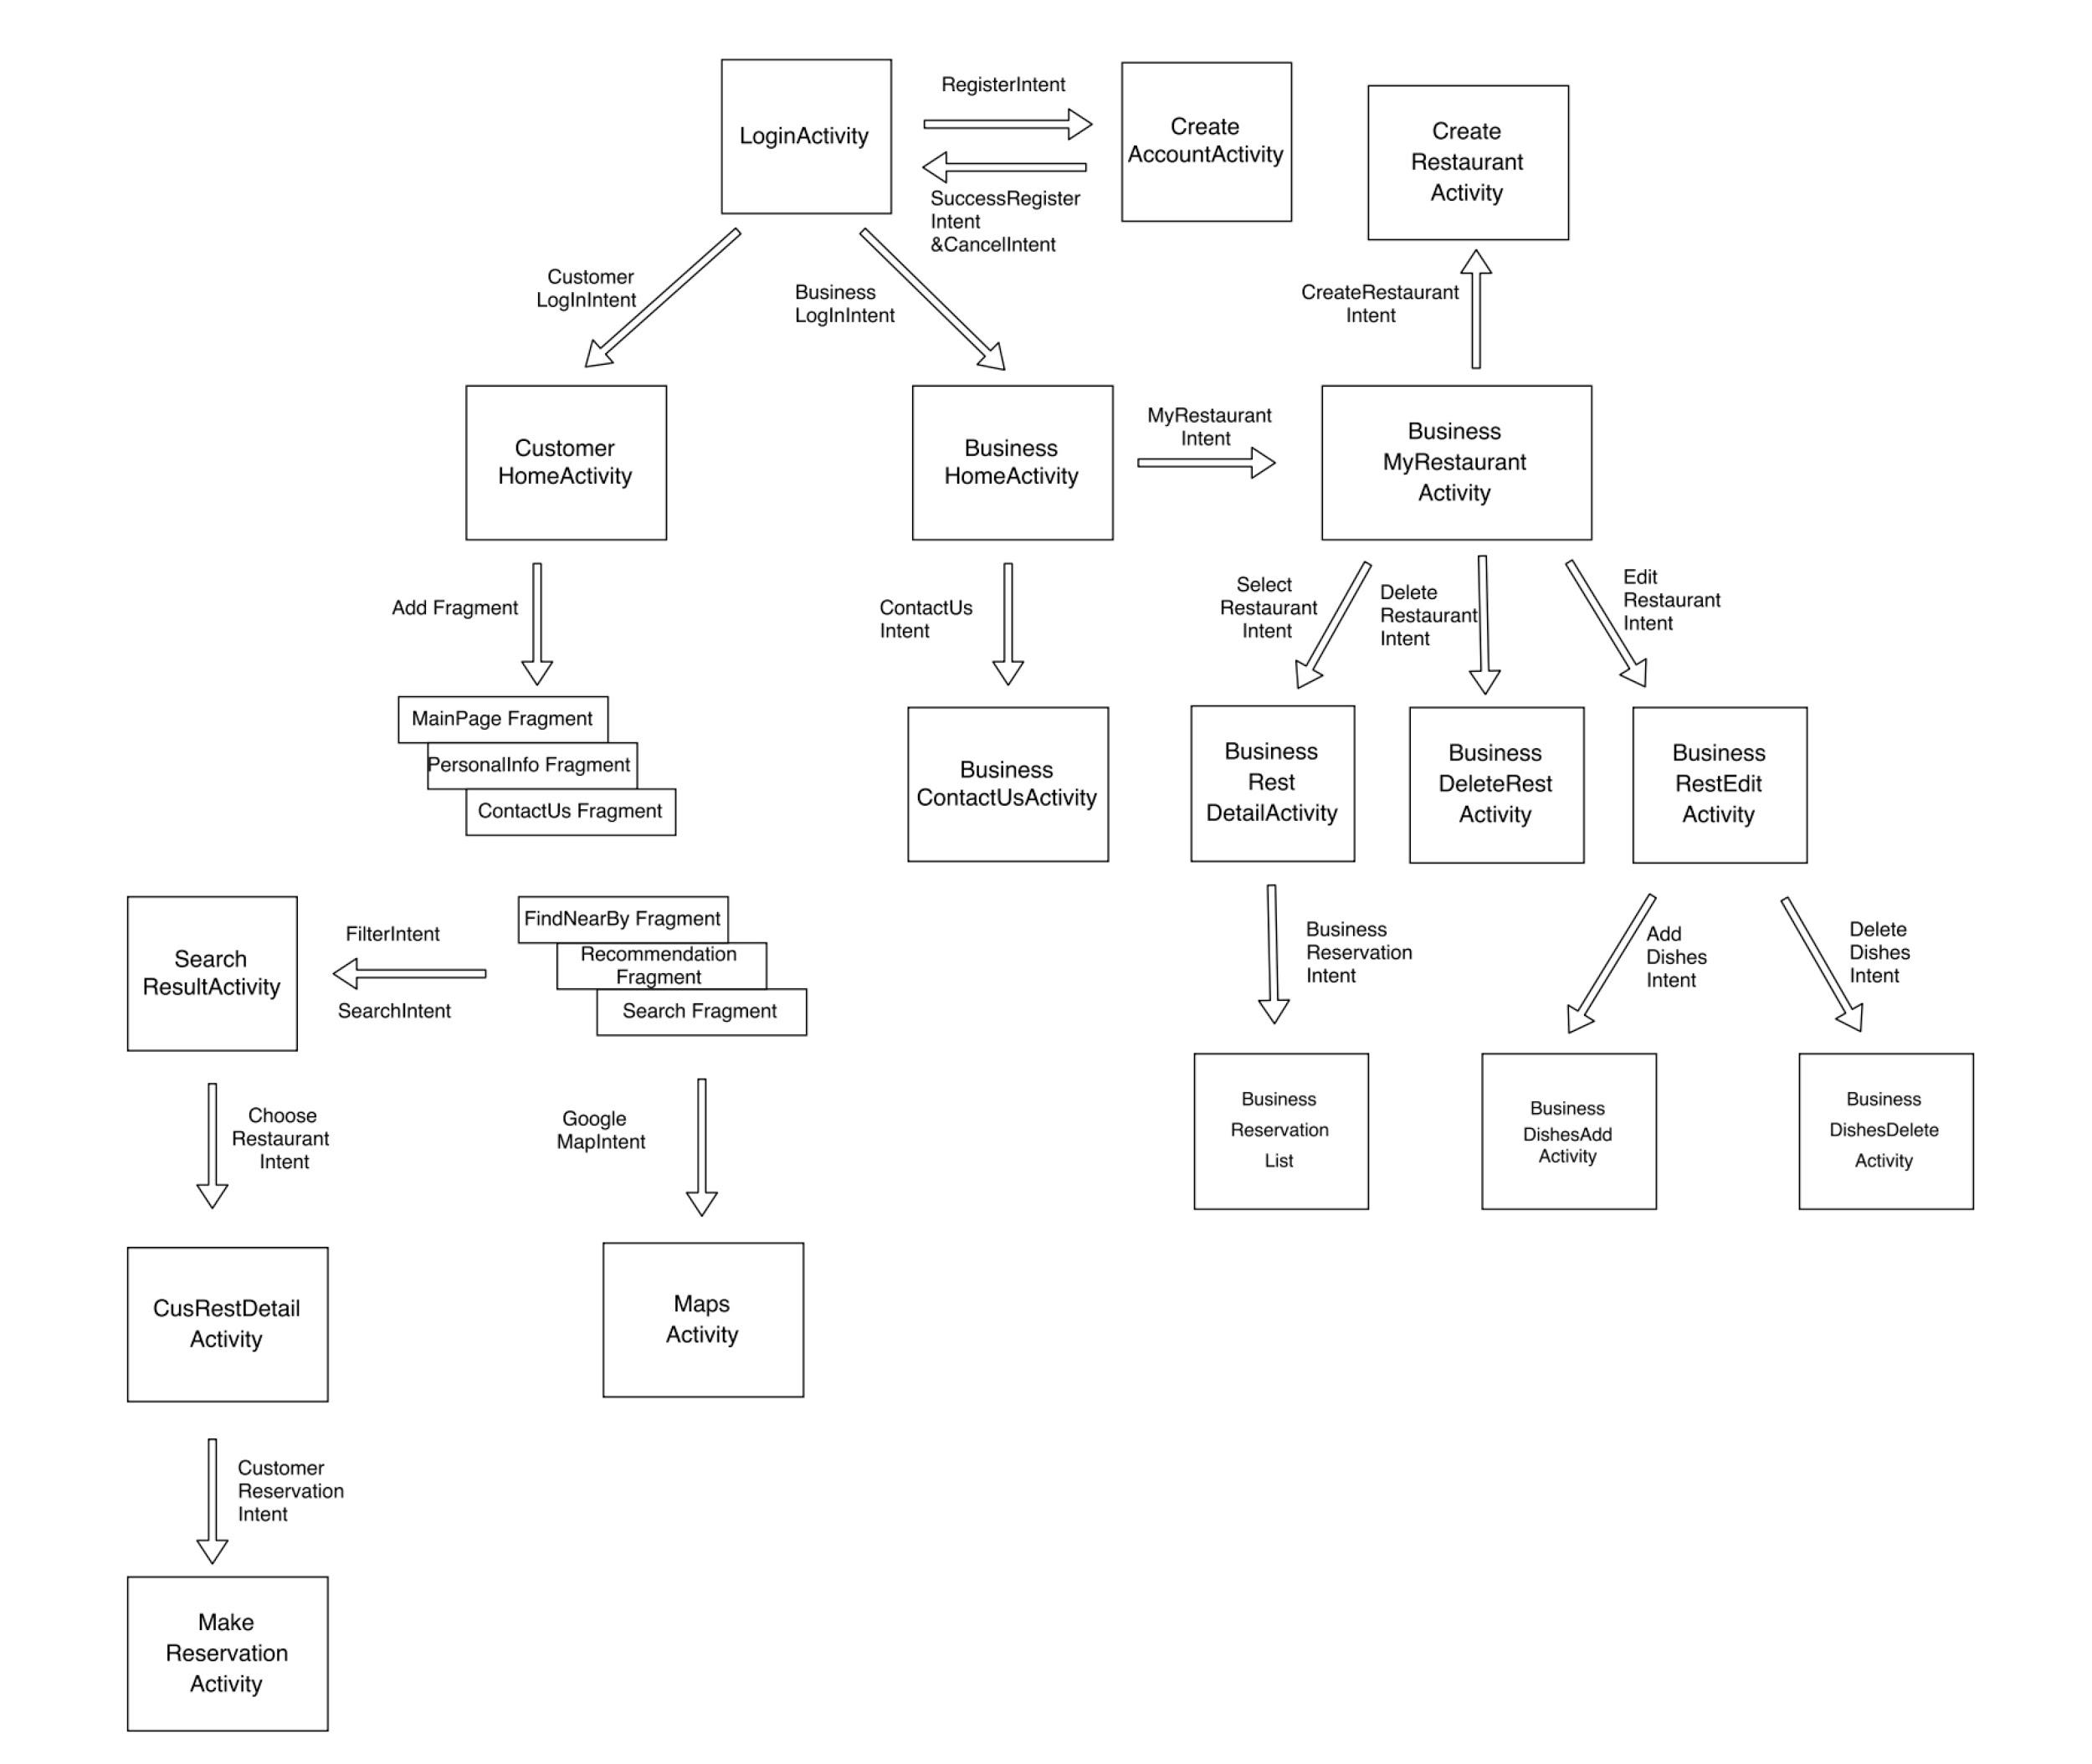 LoginActivity
RegisterIntent
SuccessRegister
Intent
&CancelIntent
Create
AccountActivity
Create
Restaurant
Activity
Customer
LogInIntent
Business
LogInIntent
CreateRestaurant
Intent
Customer
HomeActivity
Business
HomeActivity
MyRestaurant
Intent
Business
MyRestaurant
Activity
Add Fragment
ContactUs
Intent
Select
Restaurant
Intent
Delete
Restaurant
Intent
Edit
Restaurant
Intent
MainPage Fragment
PersonalInfo Fragment
ContactUs Fragment
Business
ContactUsActivity
Business
Rest
DetailActivity
Business
DeleteRest
Activity
Business
RestEdit
Activity
Search
ResultActivity
FilterIntent
SearchIntent
FindNearBy Fragment
Recommendation
Fragment
Search Fragment
Business
Reservation
Intent
Add
Dishes
Intent
Delete
Dishes
Intent
Choose
Restaurant
Intent
Google
MapIntent
Business
Reservation
List
Business
DishesAdd
Activity
Business
DishesDelete
Activity
CusRestDetail
Activity
Maps
Activity
Customer
Reservation
Intent
Make
Reservation
Activity